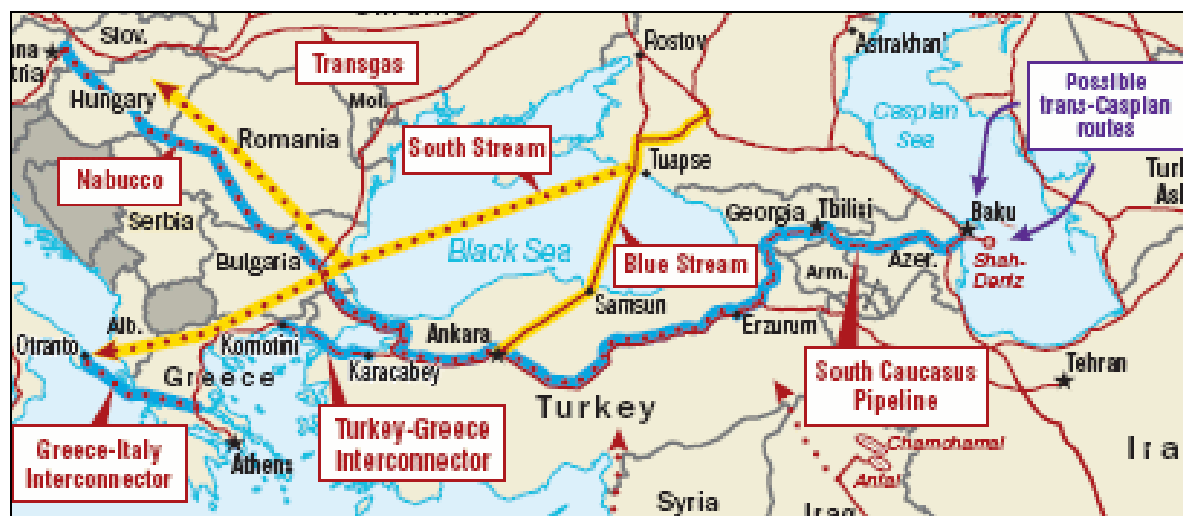 Slov.
Rostov
Astrakhan'
Transgas
Possible
trans-Caspian
routes
Hungary
Mol.
Caspian
Sea
Romania
South Stream
Tuapse
Nabucco
Serbia
Georgia
Tbilisi
Baku
Black Sea
Bulgaria
Blue Stream
Arm.
Azer.
Shah-
Deniz
Samsun
Alb.
Ankara
Erzurum
Otranto
Komotini
Karacabey
Tehran
Greece
South Caucasus
Pipeline
Turkey
Turkey-Greece
Interconnector
Greece-Italy
Interconnector
Athens
Chamchamal
Anfal
Syria
Iraq